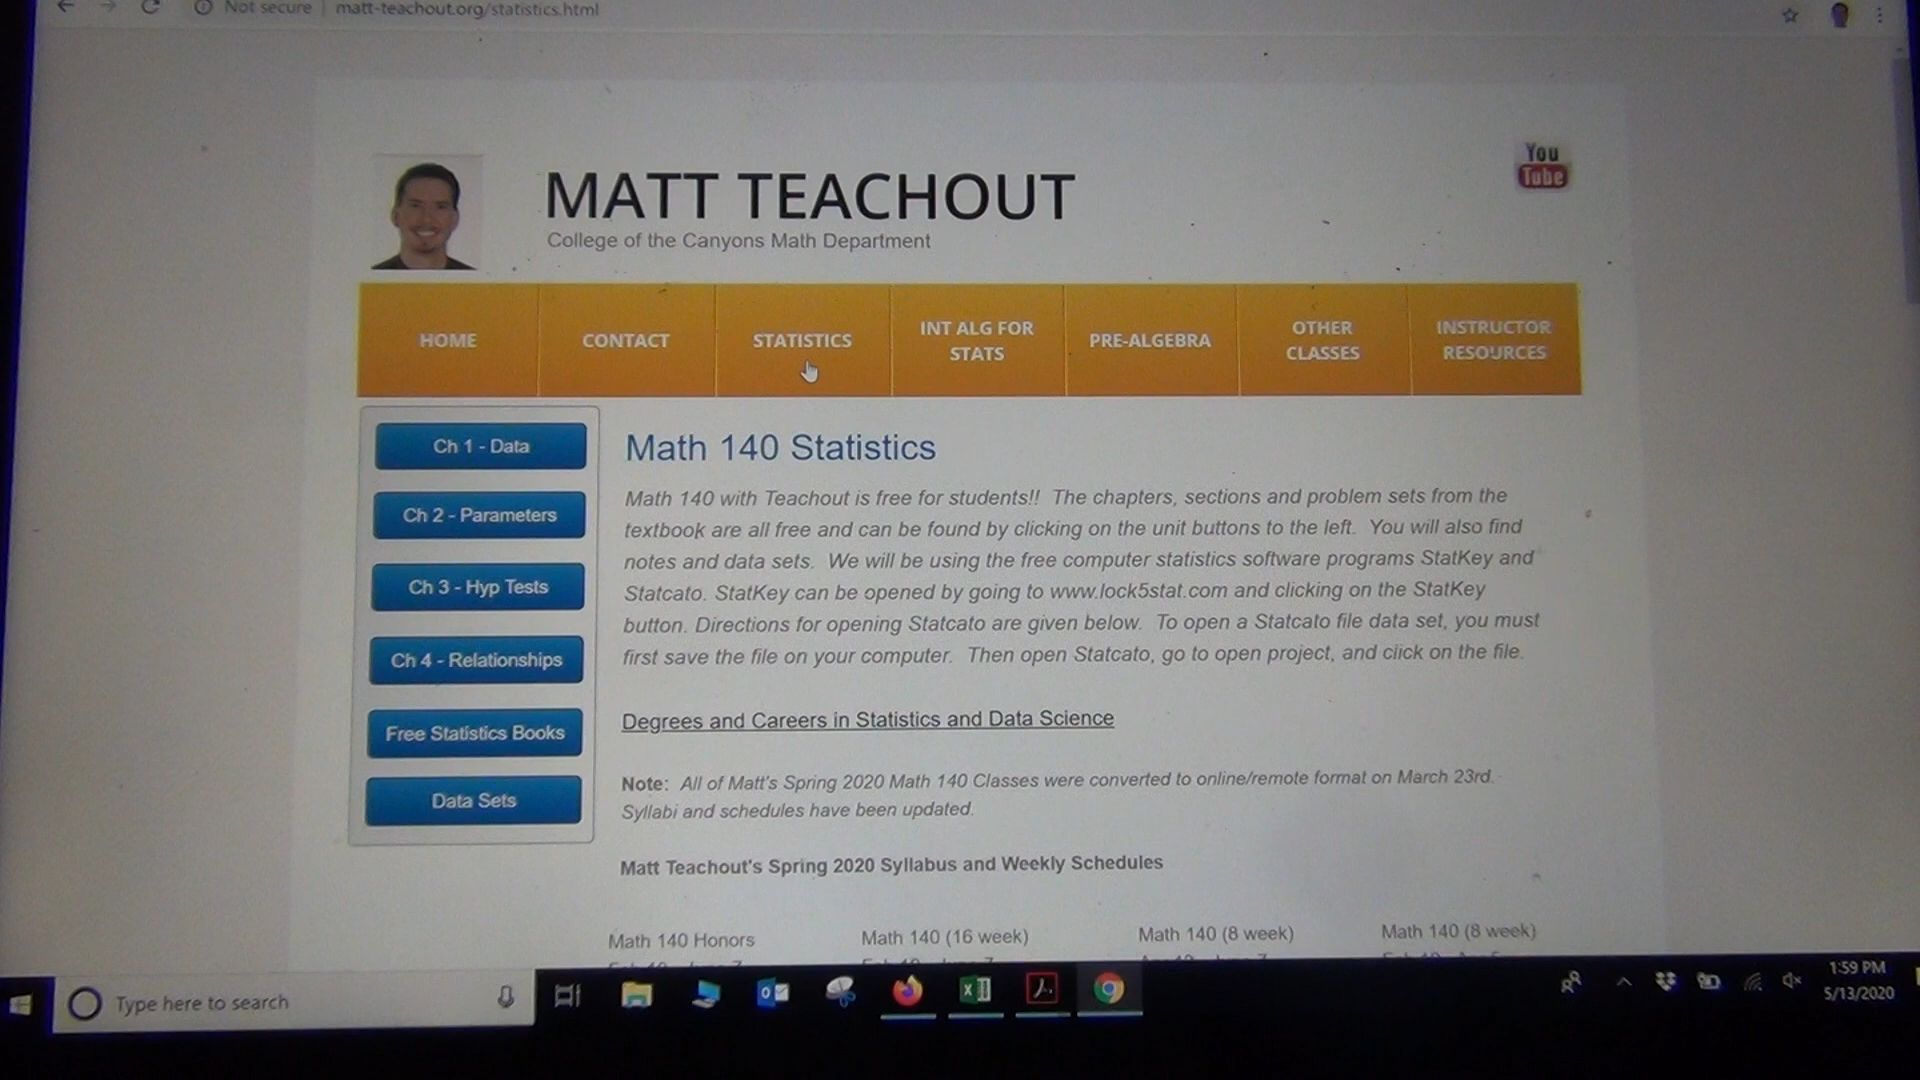 Not secure | matt-teachout.org/statistics.html
You
Tube
MATT TEACHOUT
College of the Canyons Math Department
HOME
CONTACT
STATISTICS
INT ALG FOR
STATS
PRE-ALGEBRA
OTHER
CLASSES
INSTRUCTOR
RESOURCES
Ch 1 - Data
Ch 2 - Parameters
Ch 3 - Hyp Tests
Ch 4 - Relationships
Free Statistics Books
Data Sets
Math 140 Statistics
Math 140 with Teachout is free for students!! The chapters, sections and problem sets from the
textbook are all free and can be found by clicking on the unit buttons to the left. You will also find
notes and data sets. We will be using the free computer statistics software programs StatKey and
Statcato. StatKey can be opened by going to www.lock5stat.com and clicking on the StatKey
button. Directions for opening Statcato are given below. To open a Statcato file data set, you must
first save the file on your computer. Then open Statcato, go to open project, and click on the file.
Degrees and Careers in Statistics and Data Science
Note: All of Matt's Spring 2020 Math 140 Classes were converted to online/remote format on March 23rd.
Syllabi and schedules have been updated.
Matt Teachout's Spring 2020 Syllabus and Weekly Schedules
Math 140 Honors
Math 140 (16 week)
Math 140 (8 week)
Math 140 (8 week)
Type here to search
1:59 PM
5/13/2020